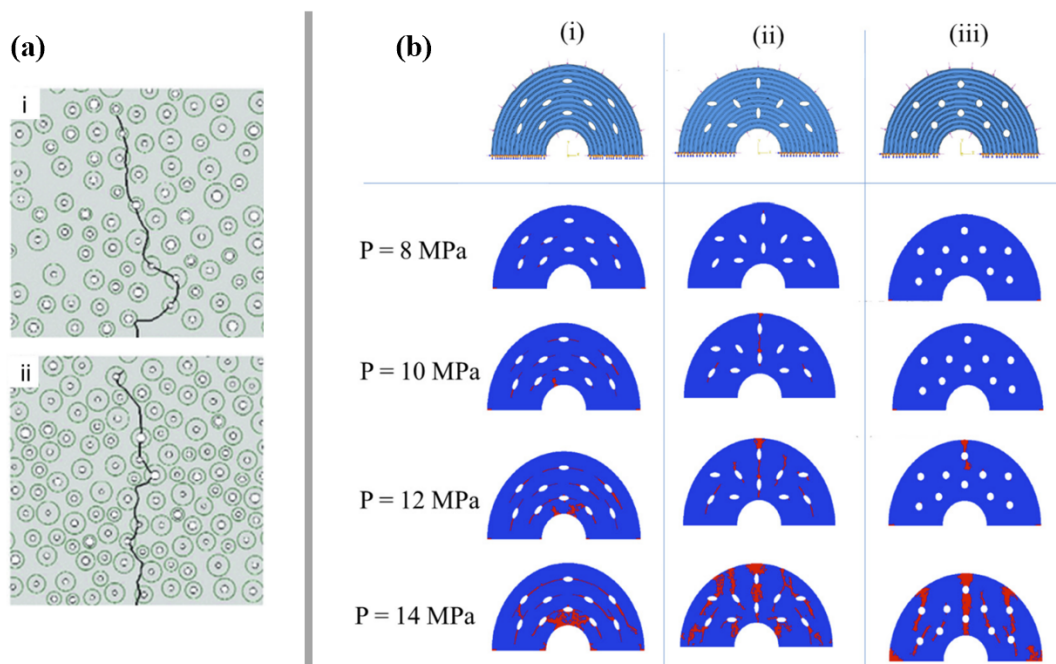 (a)
i
ii
(b)
(i) (ii) (iii)
P = 8 MPa
P = 10 MPa
P = 12 MPa
P = 14 MPa